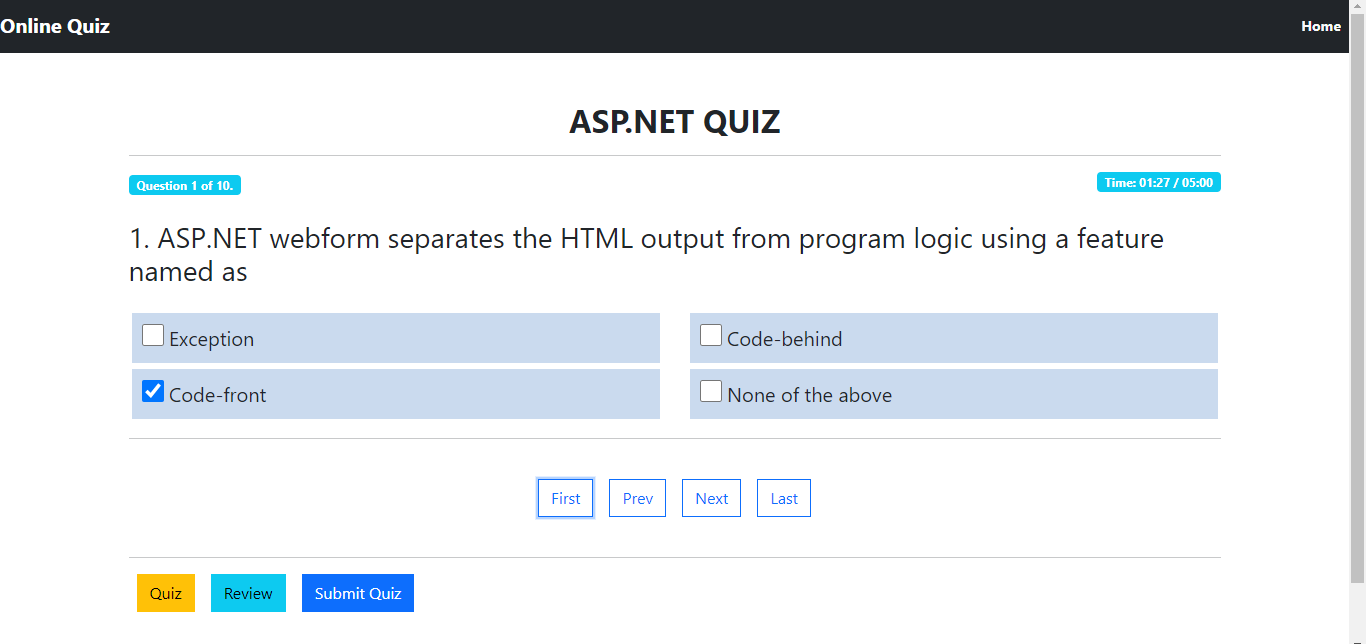 Online Quiz
Home
ASP.NET QUIZ
Question 1 of 10.
Time: 01:27 / 05:00
1. ASP.NET webform separates the HTML output from program logic using a feature
named as
Exception
Code-behind
Code-front
None of the above
First
Prev
Next
Last
Quiz
Review
Submit Quiz